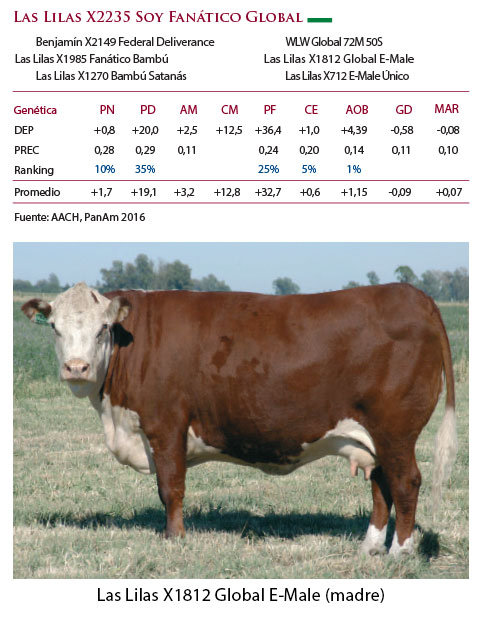 Las Lilas X2235 Soy Fanático Global
Benjamín X2149 Federal Deliverance WLW Global 72M 50S
Las Lilas X1985 Fanático Bambú Las Lilas X1812 Global E-Male
Las Lilas X1270 Bambú Satanás Las Lilas X712 E-Male Único
Genética PN PD AM CM PF CE AOB GD MAR
DEP +0,8 +20,0 +2,5 +12,5 +36,4 +1,0 +4,39 -0,58 -0,08
PREC 0,28 0,29 0,11 0,24 0,20 0,14 0,11 0,10
Ranking 10% 35% 25% 5% 1%
Promedio +1,7 +19,1 +3,2 +12,8 +32,7 +0,6 +1,15 -0,09 +0,07
Fuente: AACH, PanAm 2016
Las Lilas X1812 Global E-Male (madre)